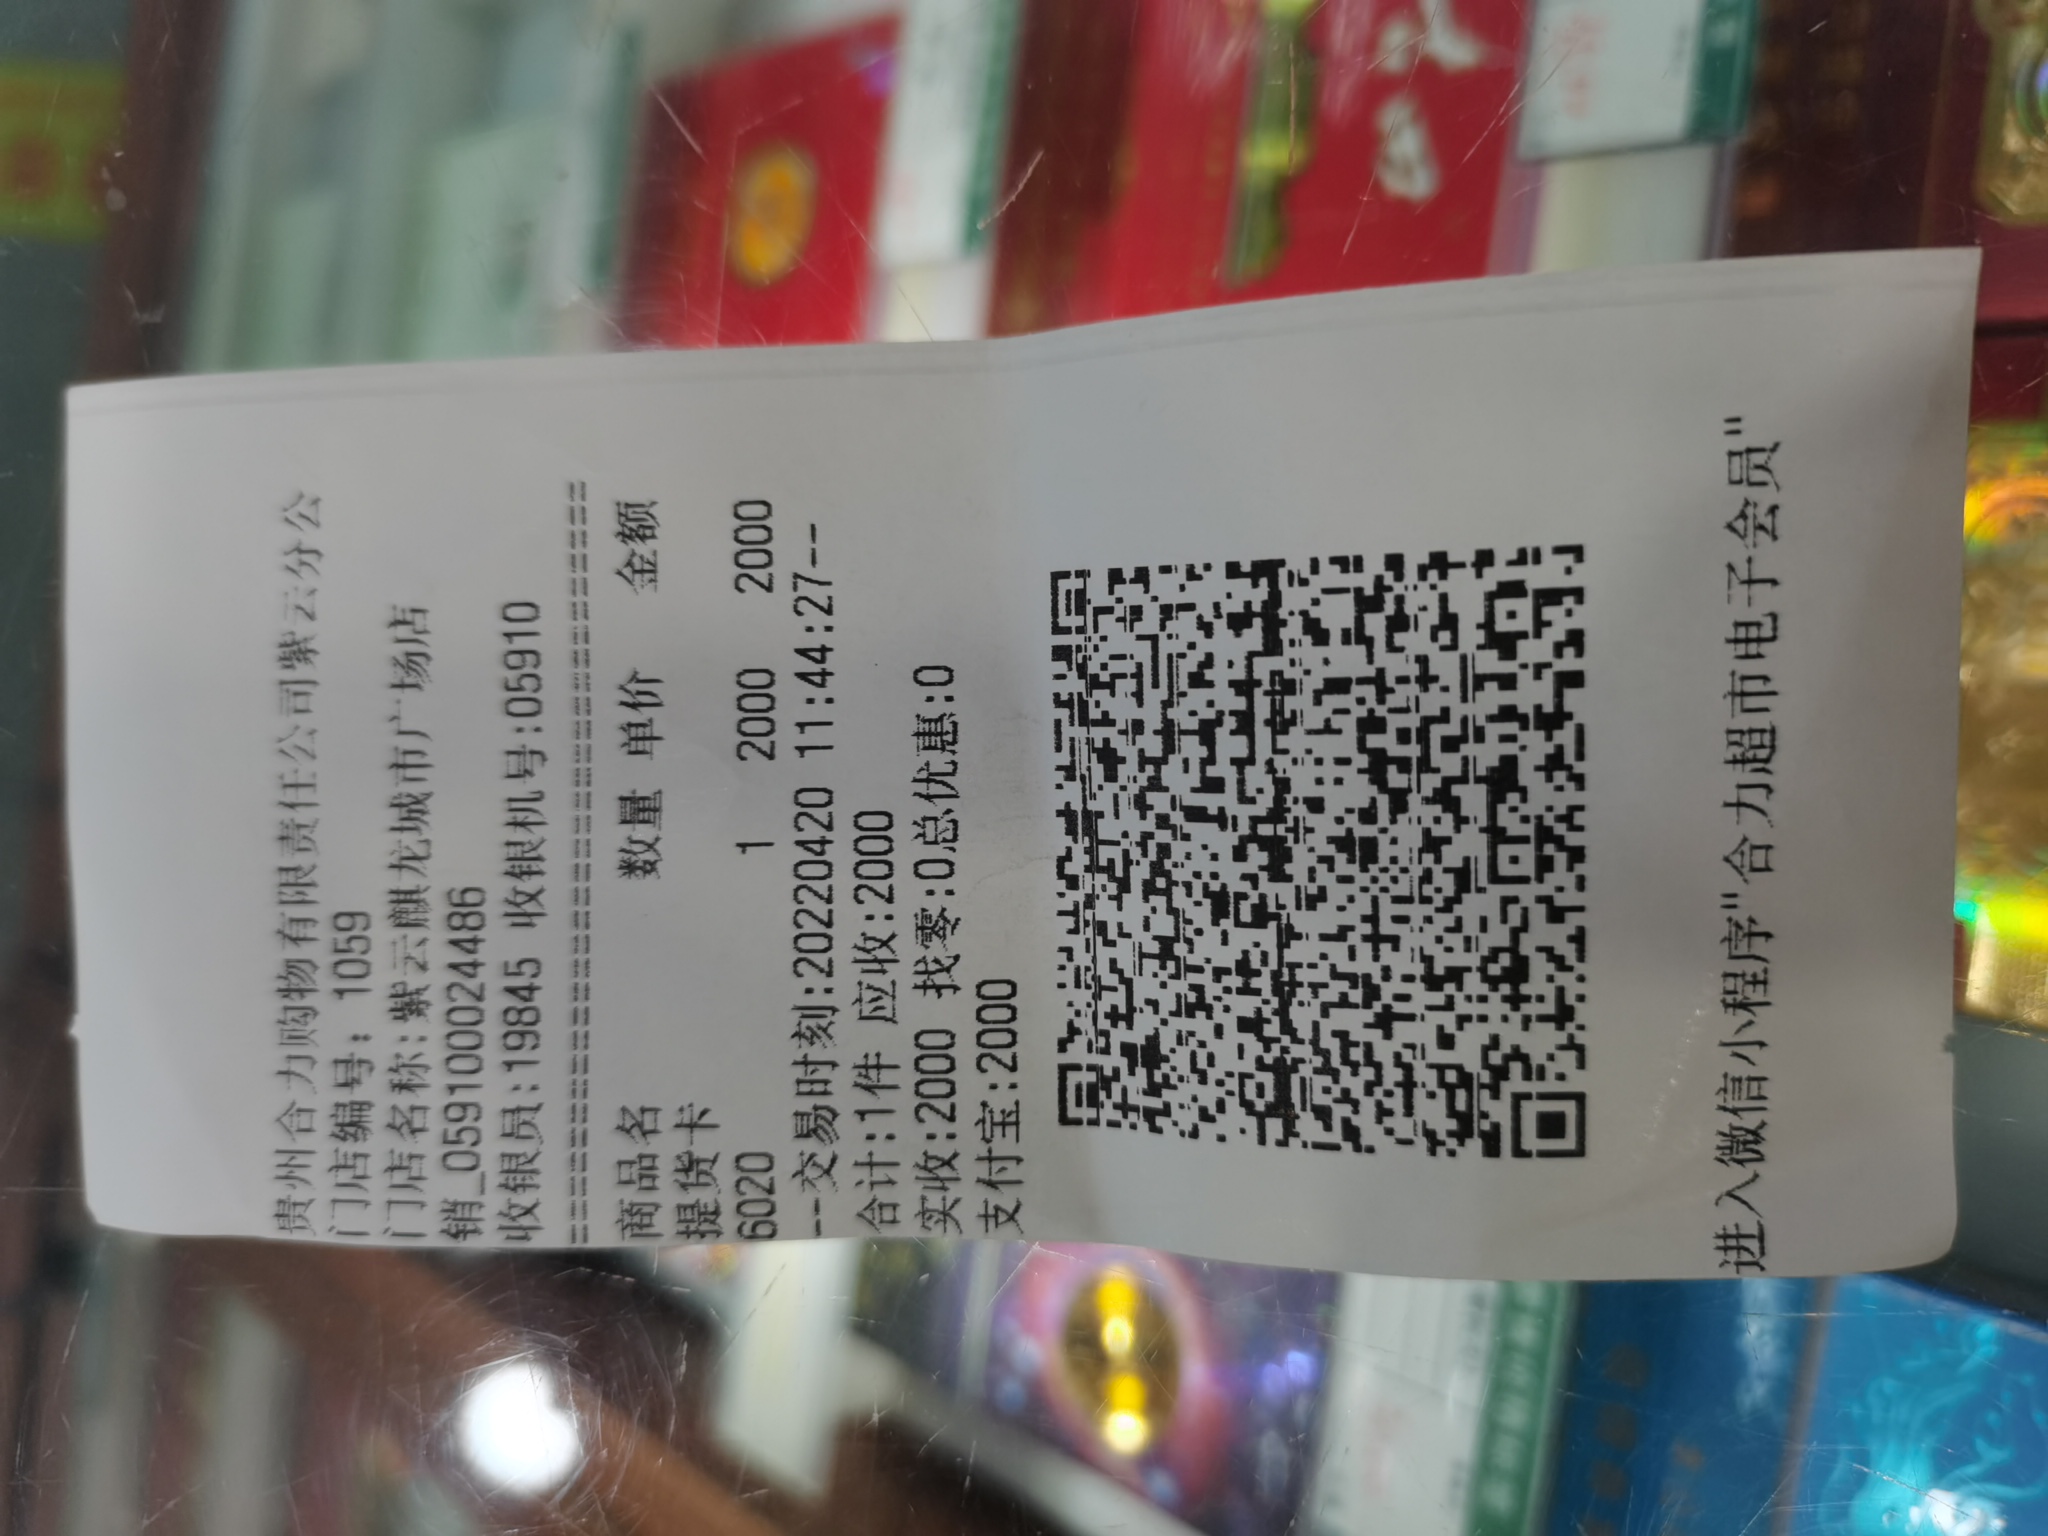 贵州合力购物有限责任公司紫云分公
门店编号: 1059
门店名称:紫云麒龙城市广场店
销_059100024486
收银员:19845 收银机号:05910
商品名 数量 单价 金额
提货卡
6020 1 2000 2000
--交易时刻:20220420 11:44:27--
合计:1件 应收:2000
实收:2000 找零:0总优惠:0
支付宝:2000
进入微信小程序"合力超市电子会员"